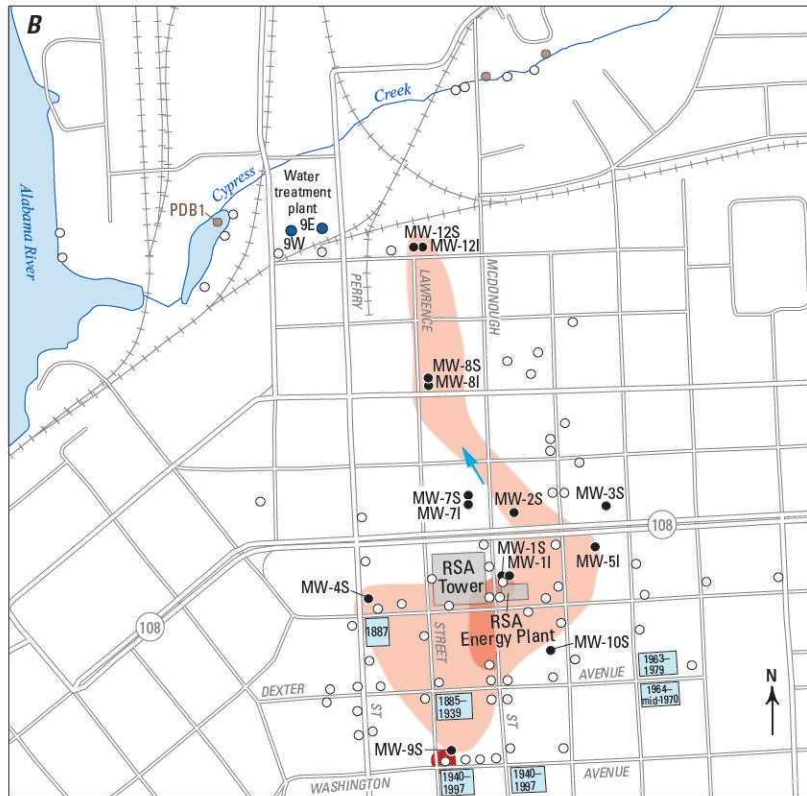 B
Creek
Cypress
Alabama River
PDB1
Water
treatment
plant
9E
9W
MW-12S
MW-12I
PERRY
LAWRENCE
MCDONOUGH
MW-8S
MW-8I
MW-7S
MW-7I
MW-2S
MW-3S
108
MW-1S
MW-1I
MW-5I
RSA
Tower
MW-4S
RSA
Energy Plant
108
1887
STREET
MW-10S
1963–
1979
AVENUE
1964–
mid-1970
DEXTER
ST
1885–
1939
ST
N
MW-9S
WASHINGTON
1940–
1997
1940–
1997
AVENUE